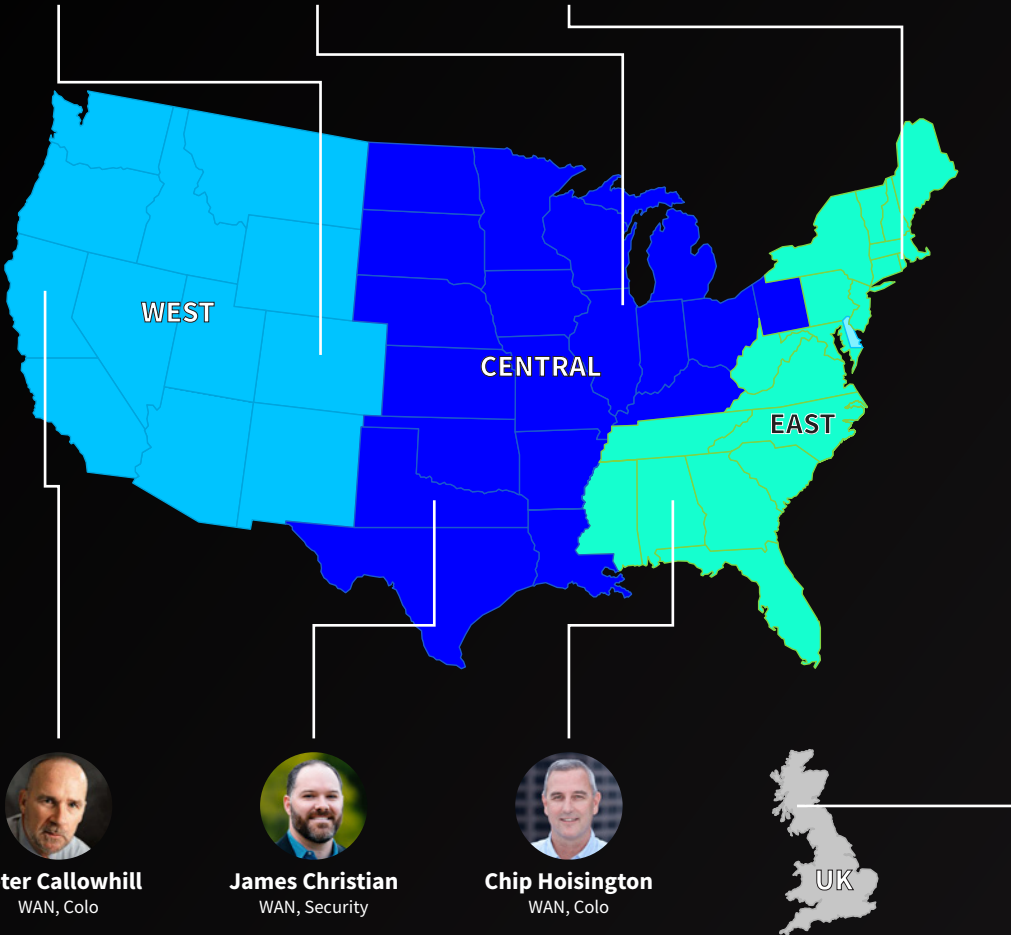 WEST
CENTRAL
EAST
ter Callowhill
WAN, Colo
James Christian
WAN, Security
Chip Hoisington
WAN, Colo
UK